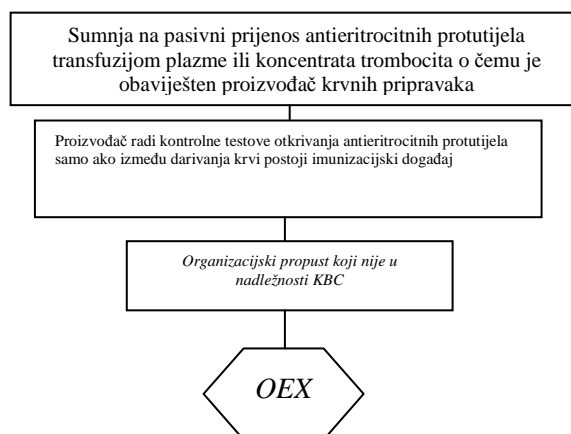 Sumnja na pasivni prijenos antieritrocitnih protutijela
transfuzijom plazme ili koncentrata trombocita o čemu je
obaviješten proizvođač krvnih pripravaka
Proizvođač radi kontrolne testove otkrivanja antieritrocitnih protutijela
samo ako između darivanja krvi postoji imunizacijski događaj
Organizacijski propust koji nije u
nadležnosti KBC
OEX